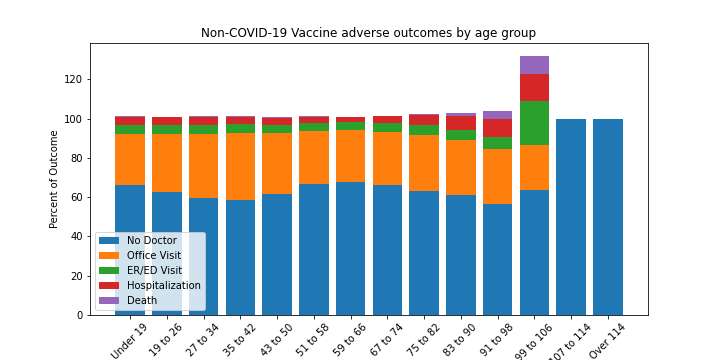 Non-COVID-19 Vaccine adverse outcomes by age group
Percent of Outcome
120
100
80
60
40
20
0
No Doctor
Office Visit
ER/ED Visit
Hospitalization
Death
Under 19
19 to 26
27 to 34
35 to 42
43 to 50
51 to 58
59 to 66
67 to 74
75 to 82
83 to 90
91 to 98
99 to 106
107 to 114
Over 114